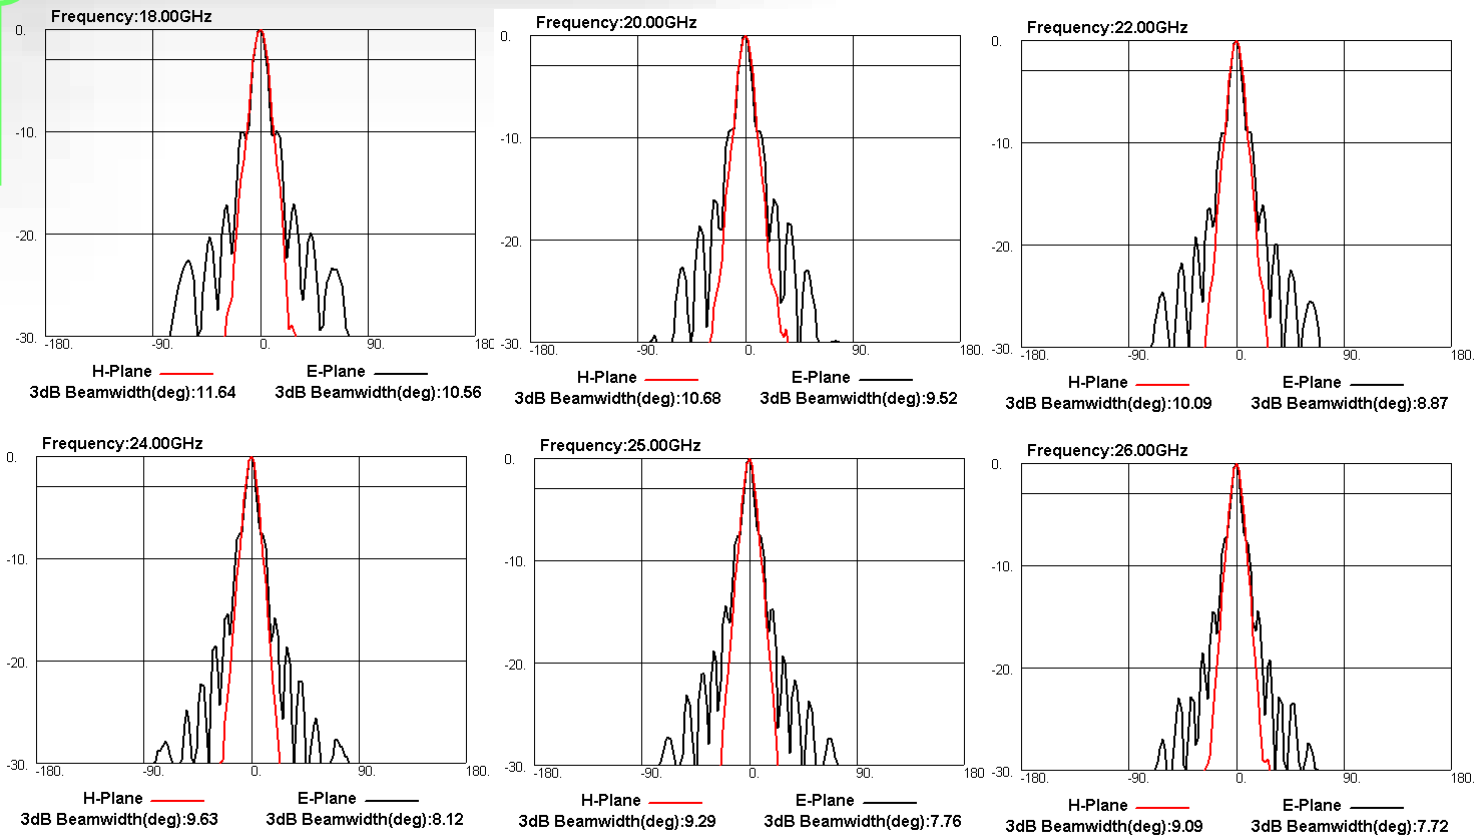 Frequency:18.00GHz
0.
-10.
-20.
-30.
-180. -90. 0. 90. 180
H-Plane E-Plane
3dB Beamwidth(deg):11.64 3dB Beamwidth(deg):10.56
Frequency:20.00GHz
0.
-10.
-20.
-30.
-180. -90. 0. 90. 180.
H-Plane E-Plane
3dB Beamwidth(deg):10.68 3dB Beamwidth(deg):9.52
Frequency:22.00GHz
0.
-10.
-20.
-30.
-180. -90. 0. 90. 180.
H-Plane E-Plane
3dB Beamwidth(deg):10.09 3dB Beamwidth(deg):8.87
Frequency:24.00GHz
0.
-10.
-20.
-30.
-180. -90. 0. 90. 180.
H-Plane E-Plane
3dB Beamwidth(deg):9.63 3dB Beamwidth(deg):8.12
Frequency:25.00GHz
0.
-10.
-20.
-30.
-180. -90. 0. 90. 180.
H-Plane E-Plane
3dB Beamwidth(deg):9.29 3dB Beamwidth(deg):7.76
Frequency:26.00GHz
0.
-10.
-20.
-30.
-180. -90. 0. 90. 180.
H-Plane E-Plane
3dB Beamwidth(deg):9.09 3dB Beamwidth(deg):7.72